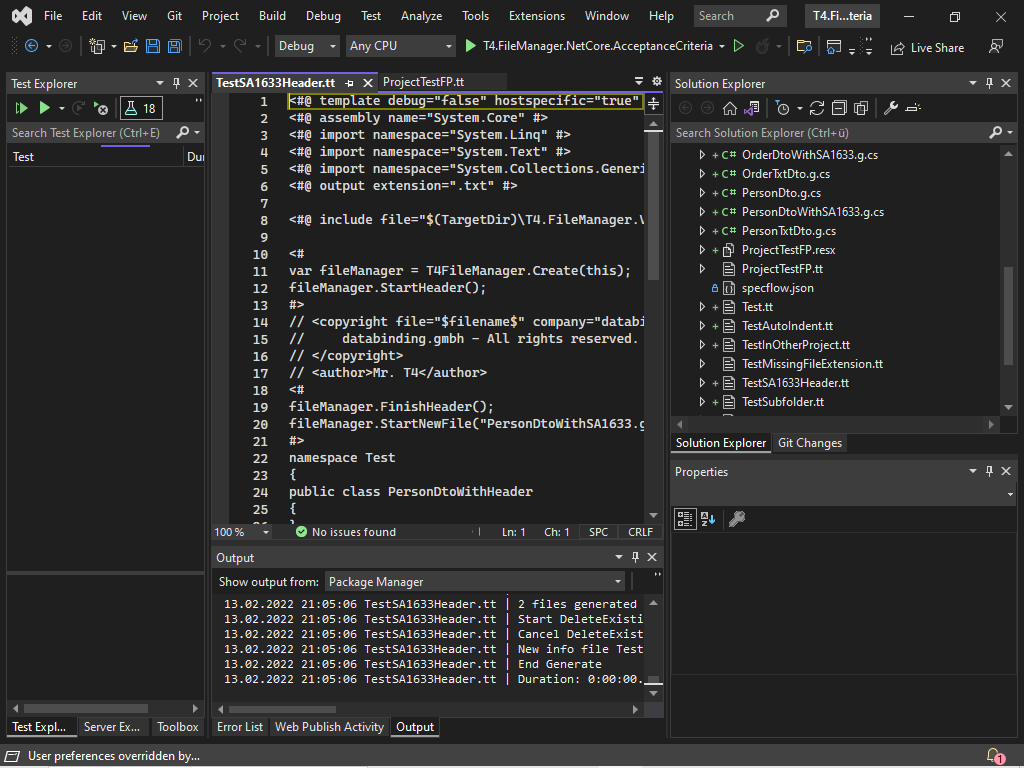 File Edit View Git Project Build Debug Test Analyze Tools Extensions Window Help Search T4.Fi...teria
Debug Any CPU T4.FileManager.NetCore.AcceptanceCriteria Live Share
Test Explorer
18
Search Test Explorer (Ctrl+E)
Test Dur
TestSA1633Header.tt ProjectTestFP.tt
1 <#@ template debug="false" hostspecific="true"
2 <#@ assembly name="System.Core" #>
3 <#@ import namespace="System.Linq" #>
4 <#@ import namespace="System.Text" #>
5 <#@ import namespace="System.Collections.Generi
6 <#@ output extension=".txt" #>
7
8 <#@ include file="$(TargetDir)\T4.FileManager.V
9
10 <#
11 var fileManager = T4FileManager.Create(this);
12 fileManager.StartHeader();
13 #>
14 // <copyright file="$filename$" company="databi
15 //     databinding.gmbh - All rights reserved.
16 // </copyright>
17 // <author>Mr. T4</author>
18 <#
19 fileManager.FinishHeader();
20 fileManager.StartNewFile("PersonDtoWithSA1633.g
21 #>
22 namespace Test
23 {
24 public class PersonDtoWithHeader
25 {
100 % No issues found Ln: 1 Ch: 1 SPC CRLF
Output
Show output from: Package Manager
13.02.2022 21:05:06 TestSA1633Header.tt | 2 files generated
13.02.2022 21:05:06 TestSA1633Header.tt | Start DeleteExisti
13.02.2022 21:05:06 TestSA1633Header.tt | Cancel DeleteExist
13.02.2022 21:05:06 TestSA1633Header.tt | New info file Test
13.02.2022 21:05:06 TestSA1633Header.tt | End Generate
13.02.2022 21:05:06 TestSA1633Header.tt | Duration: 0:00:00.
Solution Explorer
Search Solution Explorer (Ctrl+ü)
C# OrderDtoWithSA1633.g.cs
C# OrderTxtDto.g.cs
C# PersonDto.g.cs
C# PersonDtoWithSA1633.g.cs
C# PersonTxtDto.g.cs
ProjectTestFP.resx
ProjectTestFP.tt
specflow.json
Test.tt
TestAutoIndent.tt
TestInOtherProject.tt
TestMissingFileExtension.tt
TestSA1633Header.tt
TestSubfolder.tt
Solution Explorer Git Changes
Properties
Test Expl... Server Ex... Toolbox Error List Web Publish Activity Output
User preferences overridden by... 1